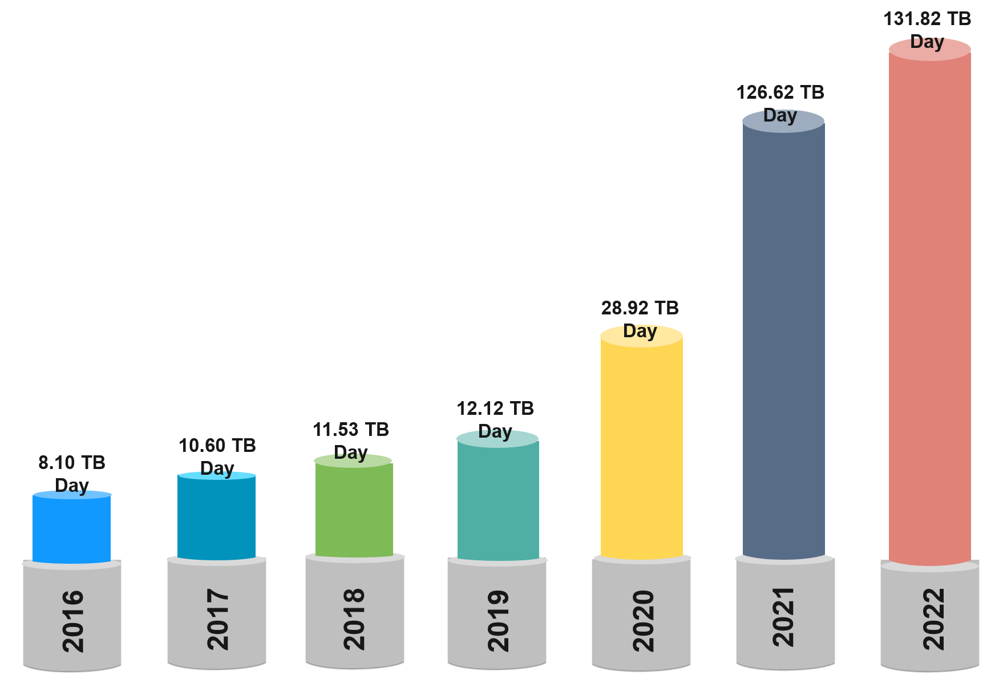 8.10 TB
Day
10.60 TB
Day
11.53 TB
Day
12.12 TB
Day
28.92 TB
Day
126.62 TB
Day
131.82 TB
Day
2016
2017
2018
2019
2020
2021
2022